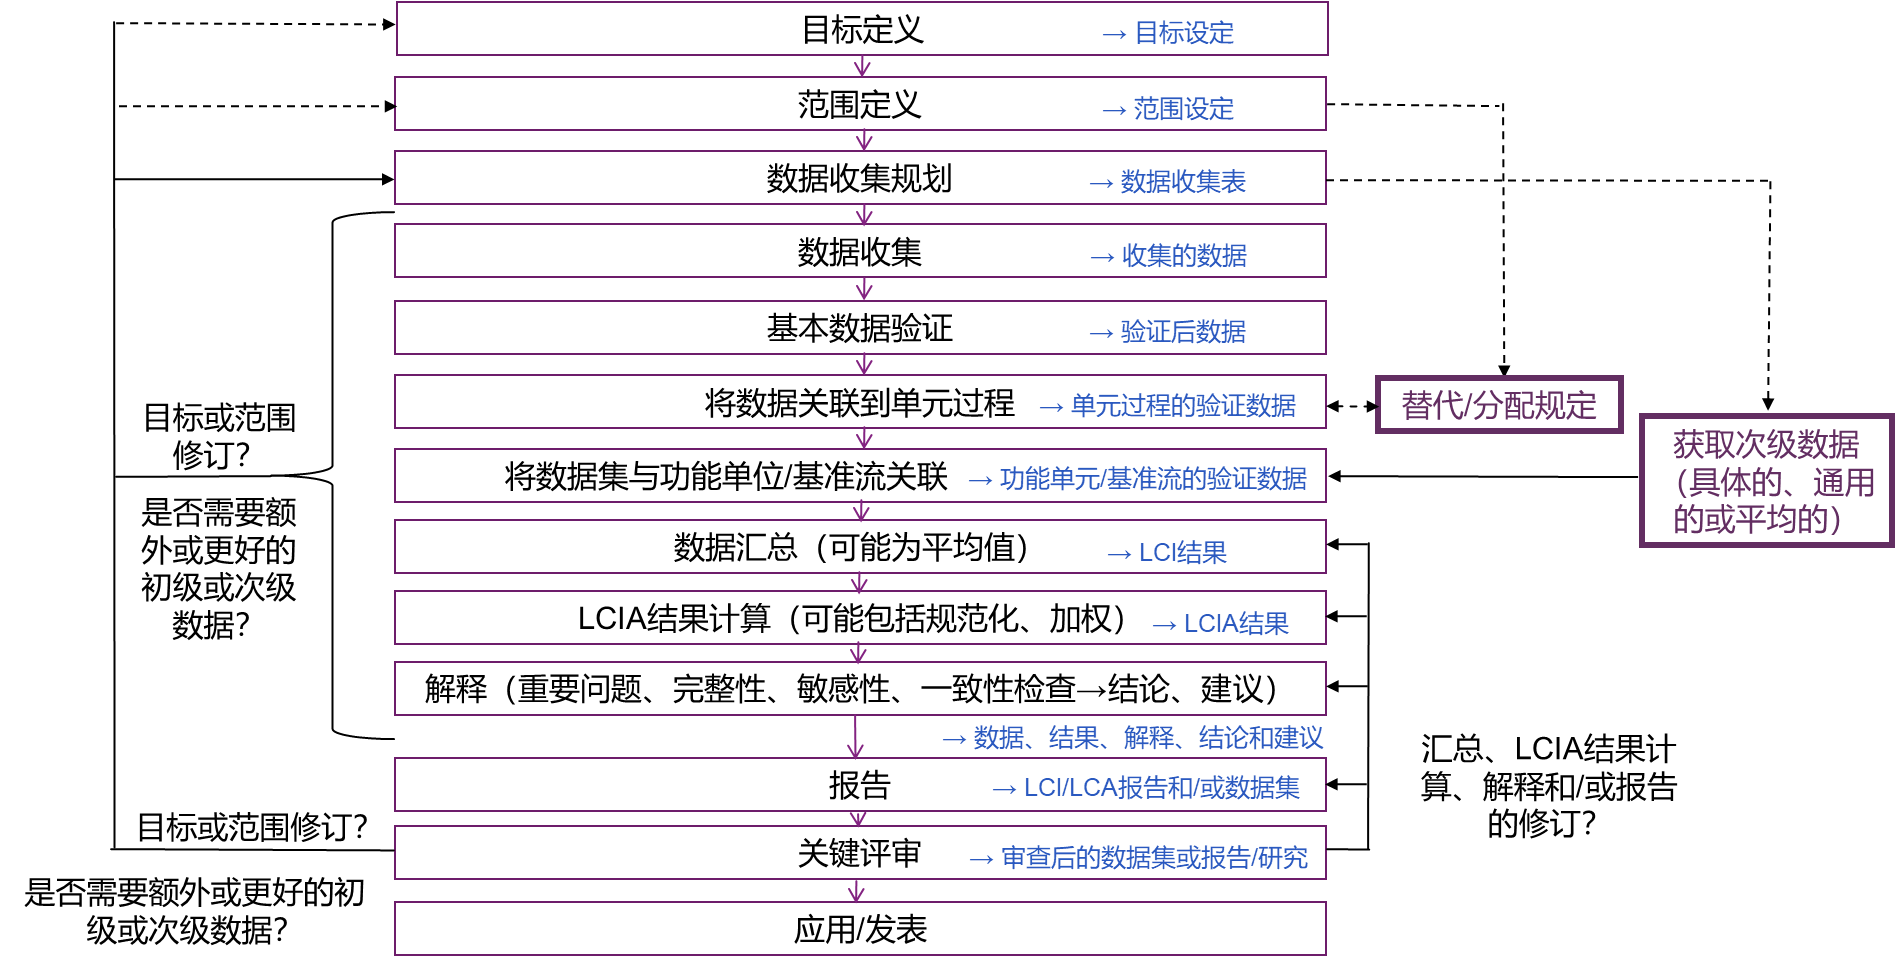 目标定义 → 目标设定
范围定义 → 范围设定
数据收集规划 → 数据收集表
数据收集 → 收集的数据
基本数据验证 → 验证后数据
将数据关联到单元过程 → 单元过程的验证数据
替代/分配规定
获取次级数据
（具体的、通用
的或平均的）
目标或范围
修订？
将数据集与功能单位/基准流关联 → 功能单元/基准流的验证数据
是否需要额
外或更好的
初级或次级
数据？
数据汇总（可能为平均值） → LCI结果
LCIA结果计算（可能包括规范化、加权） → LCIA结果
解释（重要问题、完整性、敏感性、一致性检查→结论、建议）
→ 数据、结果、解释、结论和建议
汇总、LCIA结果计
算、解释和/或报告
的修订？
报告 → LCI/LCA报告和/或数据集
目标或范围修订？
关键评审 → 审查后的数据集或报告/研究
是否需要额外或更好的初
级或次级数据？
应用/发表